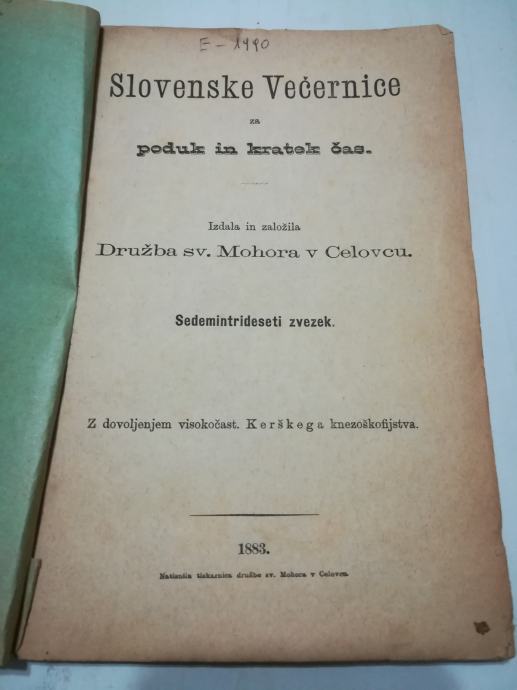 E - 1990
Slovenske Večernice
za
poduk in kratek čas.
Izdala in založila
Družba sv. Mohora v Celovcu.
Sedemintrideseti zvezek.
Z dovoljenjem visokočast. Kerškega knezoškofijstva.
1883.
Natisnila tiskarnica družbe sv. Mohora v Celovcu.